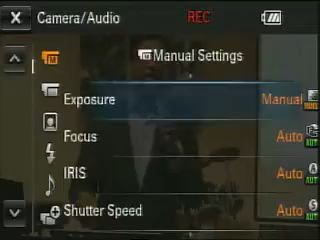 X Camera/Audio REC
Manual Settings
Exposure Manual
Focus Auto
IRIS Auto
Shutter Speed Auto